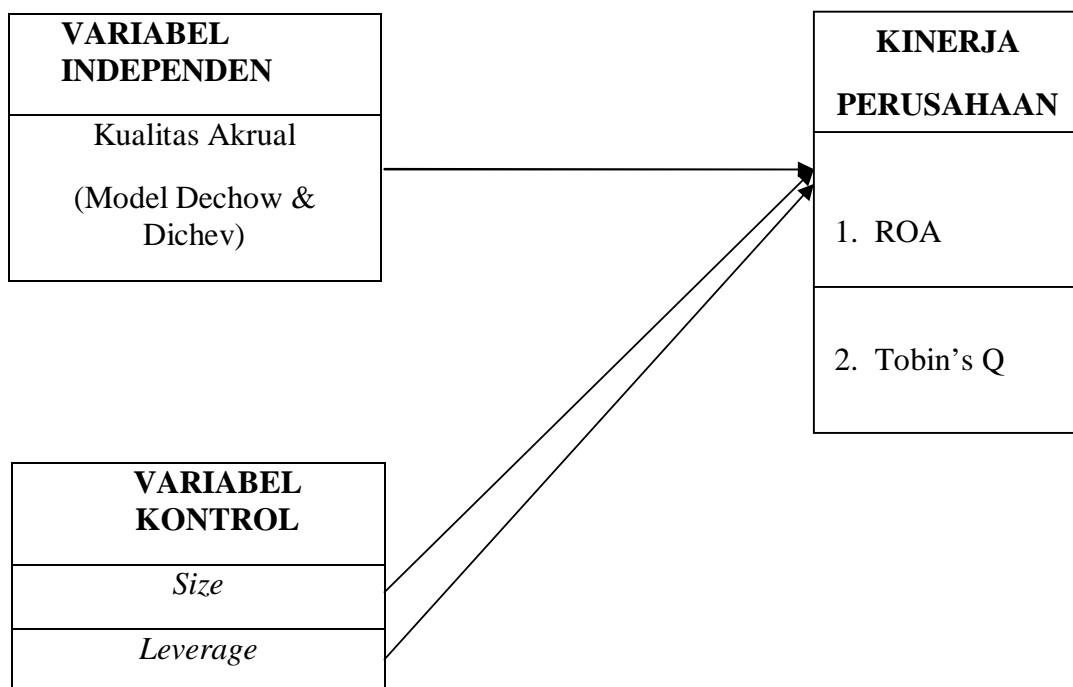 VARIABEL
INDEPENDEN
Kualitas Akrual
(Model Dechow &
Dichev)
KINERJA
PERUSAHAAN
1. ROA
2. Tobin's Q
VARIABEL
KONTROL
Size
Leverage